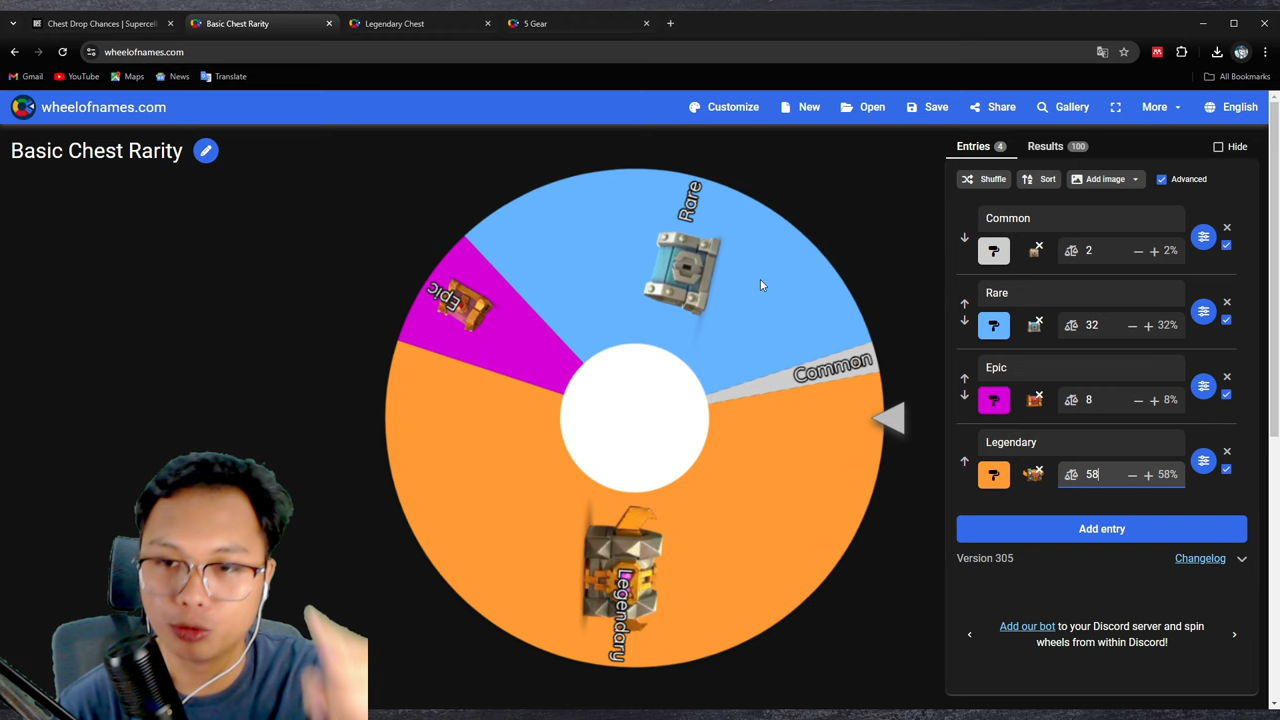 Chest Drop Chances | Supercell
Basic Chest Rarity
Legendary Chest
5 Gear
wheelofnames.com
Gmail
YouTube
Maps
News
Translate
All Bookmarks
wheelofnames.com
Customize
New
Open
Save
Share
Gallery
More
English
Basic Chest Rarity
Entries 4
Results 100
Hide
Shuffle
Sort
Add image
Advanced
Common
2
2%
Rare
32
32%
Epic
8
8%
Legendary
58
58%
Add entry
Version 305
Changelog
Add our bot to your Discord server and spin
wheels from within Discord!
Rare
Epic
Common
Legendary